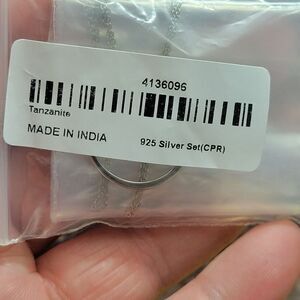 4136096
Tanzanite
MADE IN INDIA 925 Silver Set(CPR)